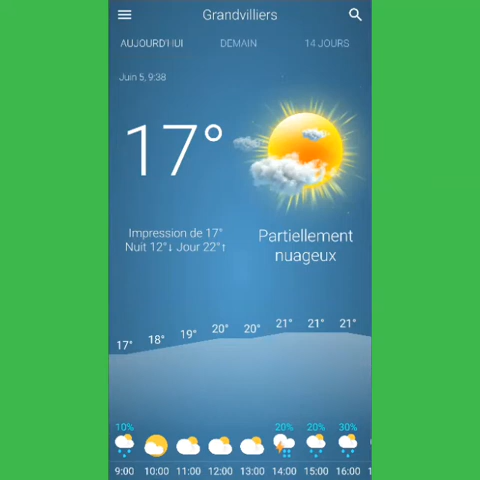 Grandvilliers
AUJOURD'HUI DEMAIN 14 JOURS
Juin 5, 9:38
17°
Impression de 17°
Nuit 12°↓ Jour 22°↑
Partiellement
nuageux
17° 18° 19° 20° 20° 21° 21° 21°
10% 20% 20% 30%
9:00 10:00 11:00 12:00 13:00 14:00 15:00 16:00 1